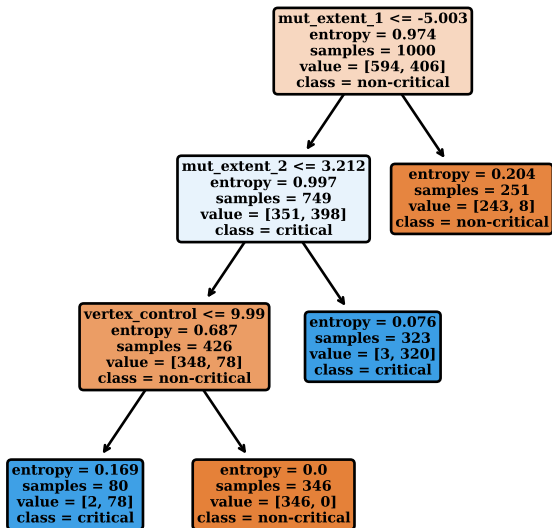 mut_extent_1 <= -5.003
entropy = 0.974
samples = 1000
value = [594, 406]
class = non-critical
mut_extent_2 <= 3.212
entropy = 0.997
samples = 749
value = [351, 398]
class = critical
entropy = 0.204
samples = 251
value = [243, 8]
class = non-critical
vertex_control <= 9.99
entropy = 0.687
samples = 426
value = [348, 78]
class = non-critical
entropy = 0.076
samples = 323
value = [3, 320]
class = critical
entropy = 0.169
samples = 80
value = [2, 78]
class = critical
entropy = 0.0
samples = 346
value = [346, 0]
class = non-critical